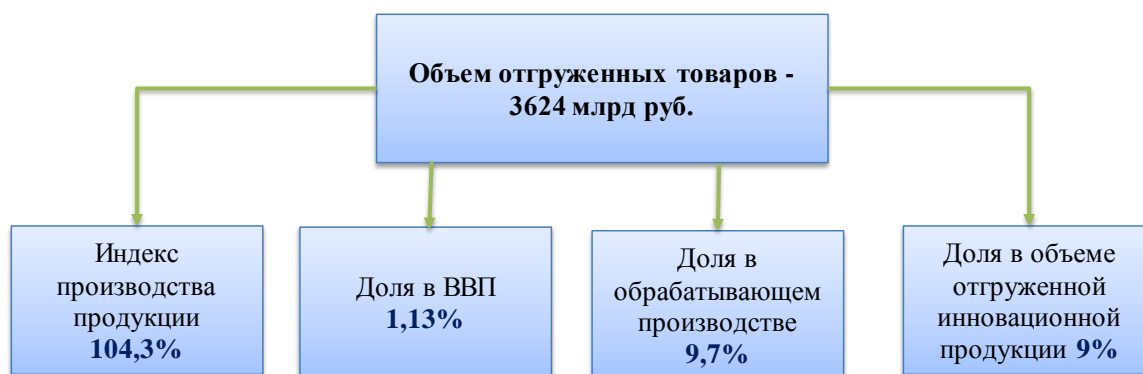 Объем отгруженных товаров -
3624 млрд руб.
Индекс
производства
продукции
104,3%
Доля в ВВП
1,13%
Доля в
обрабатывающем
производстве
9,7%
Доля в объеме
отгруженной
инновационной
продукции 9%